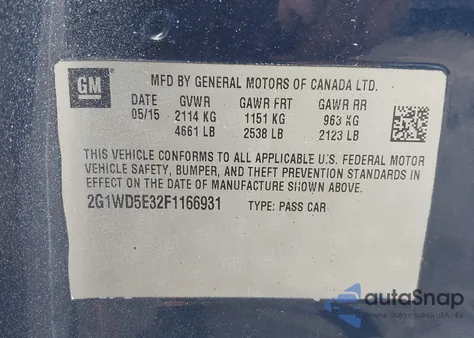 GM
MFD BY GENERAL MOTORS OF CANADA LTD.
DATE GVWR GAWR FRT GAWR RR
05/15 2114 KG 1151 KG 963 KG
4661 LB 2538 LB 2123 LB
THIS VEHICLE CONFORMS TO ALL APPLICABLE U.S. FEDERAL MOTOR
VEHICLE SAFETY, BUMPER, AND THEFT PREVENTION STANDARDS IN
EFFECT ON THE DATE OF MANUFACTURE SHOWN ABOVE.
2G1WD5E32F1166931 TYPE: PASS CAR
autoSnap